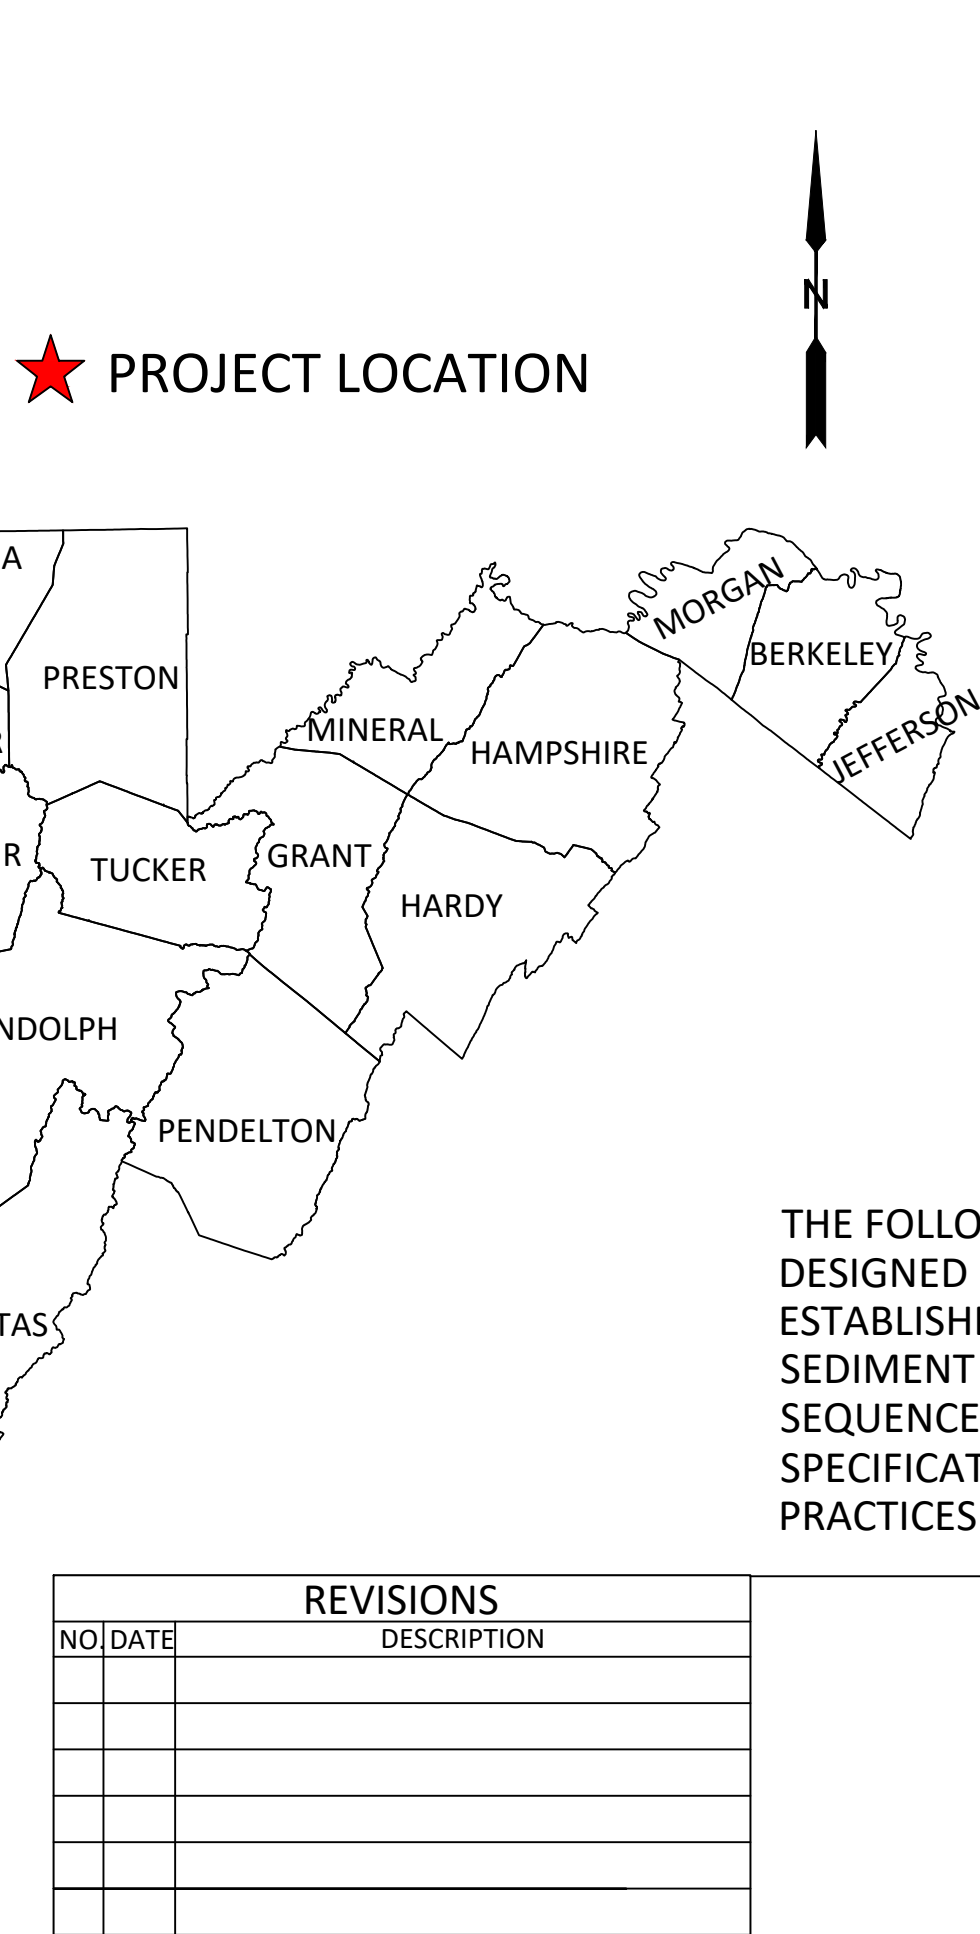 N
PROJECT LOCATION
A
MORGAN
BERKELEY
PRESTON
JEFFERSON
MINERAL
HAMPSHIRE
R
GRANT
TUCKER
HARDY
NDOLPH
PENDELTON
TAS
THE FOLLO
DESIGNED
ESTABLISH
SEDIMENT
SEQUENCE
SPECIFICAT
PRACTICES
REVISIONS
NO. DATE DESCRIPTION